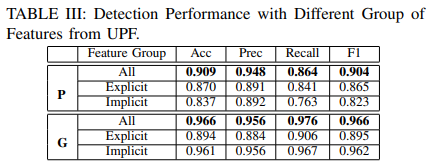 TABLE III: Detection Performance with Different Group of
Features from UPF.
Feature Group Acc Prec Recall F1
P
All 0.909 0.948 0.864 0.904
Explicit 0.870 0.891 0.841 0.865
Implicit 0.837 0.892 0.763 0.823
G
All 0.966 0.956 0.976 0.966
Explicit 0.894 0.884 0.906 0.895
Implicit 0.961 0.956 0.967 0.962